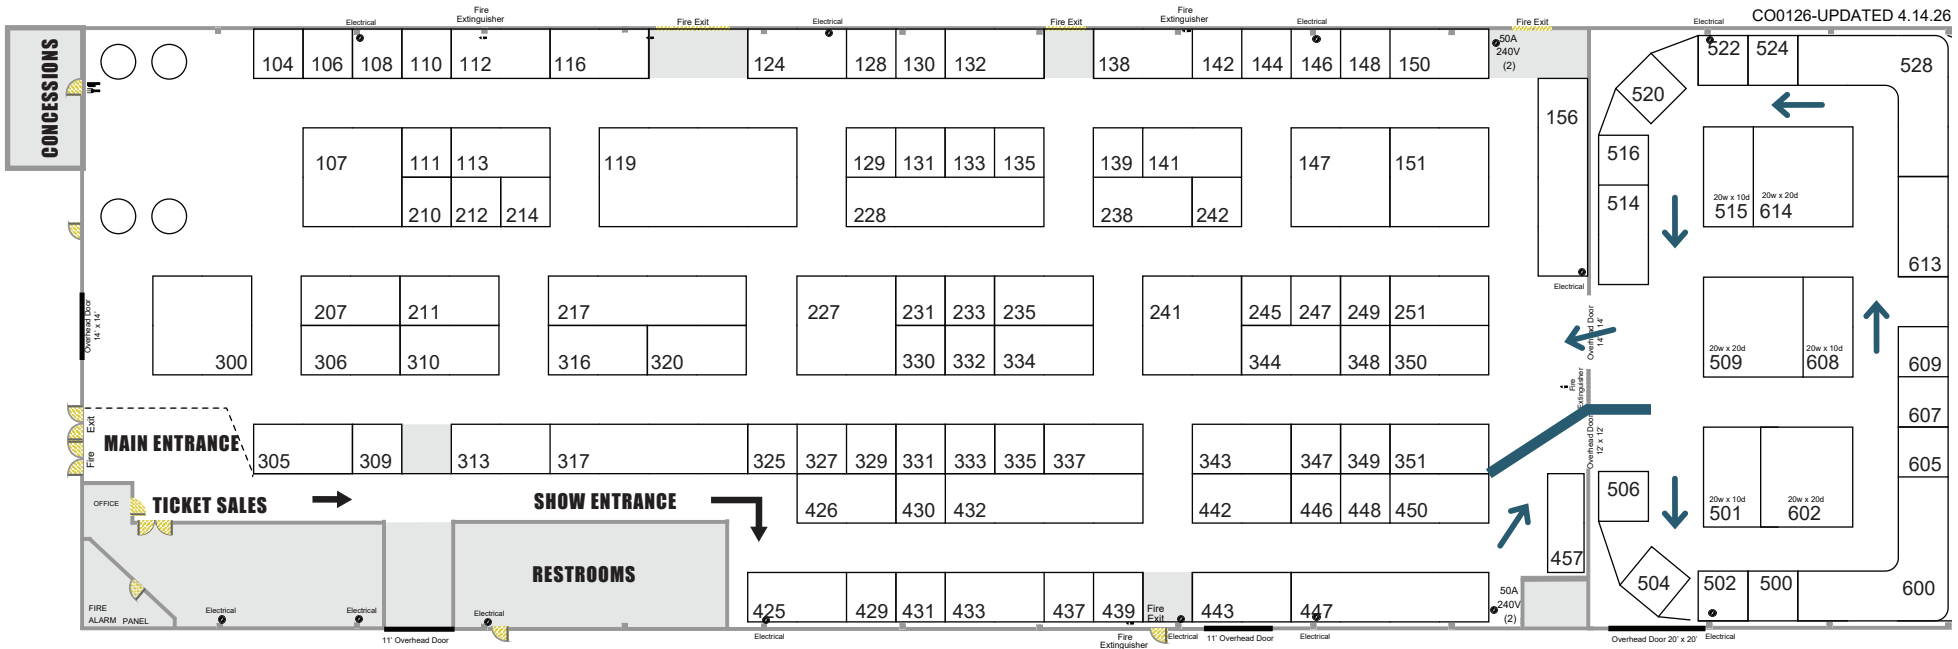 CO0126-UPDATED 4.14.26
Electrical
Fire
Extinguisher
Fire Exit
Electrical
Fire Exit
Fire
Extinguisher
Electrical
Fire Exit
Electrical
CONCESSIONS
104 106 108 110 112 116 124 128 130 132 138 142 144 146 148 150
50A
240V
(2)
522 524 528
520
156
107 111 113 119 129 131 133 135 139 141 147 151
516
210 212 214 228 238 242
514
20w x 10d
515
20w x 20d
614
613
Electrical
207 211 217 227 231 233 235 241 245 247 249 251
Overhead Door
14' x 14'
Overhead Door
14' 14'
300 306 310 316 320 330 332 334 344 348 350
20w x 20d
509
20w x 10d
608
609
Fire
Extinguisher
607
Overhead Door
12' x 12'
Fire Exit
MAIN ENTRANCE
305 309 313 317 325 327 329 331 333 335 337 343 347 349 351
605
OFFICE
TICKET SALES
SHOW ENTRANCE
426 430 432 442 446 448 450
506
20w x 10d
501
20w x 20d
602
457
RESTROOMS
504 502 500 600
50A
240V
(2)
FIRE
ALARM PANEL
Electrical
Electrical
Electrical
425 429 431 433 437 439
Fire
Exit
443 447
11' Overhead Door
Electrical
Fire
Extinguisher
Electrical
11' Overhead Door
Electrical
Overhead Door 20' x 20'
Electrical